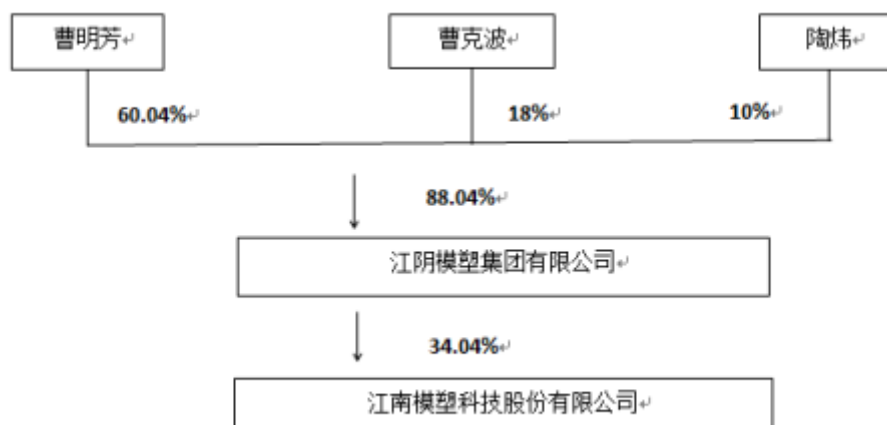 曹明芳
曹克波
陶炜
60.04%
18%
10%
88.04%
江阴模塑集团有限公司
34.04%
江南模塑科技股份有限公司